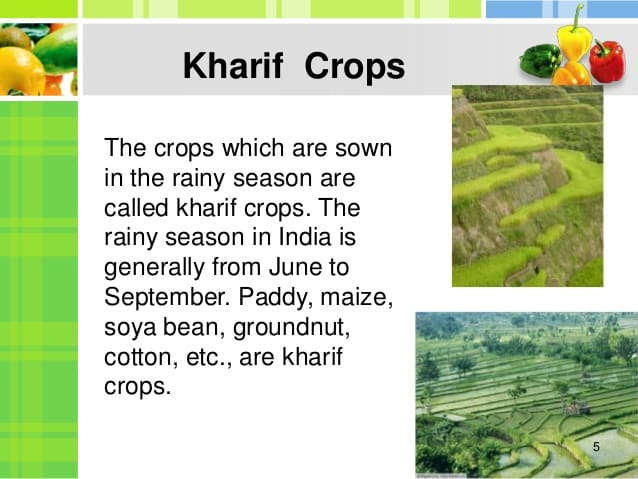 Kharif Crops
The crops which are sown
in the rainy season are
called kharif crops. The
rainy season in India is
generally from June to
September. Paddy, maize,
soya bean, groundnut,
cotton, etc., are kharif
crops.
5